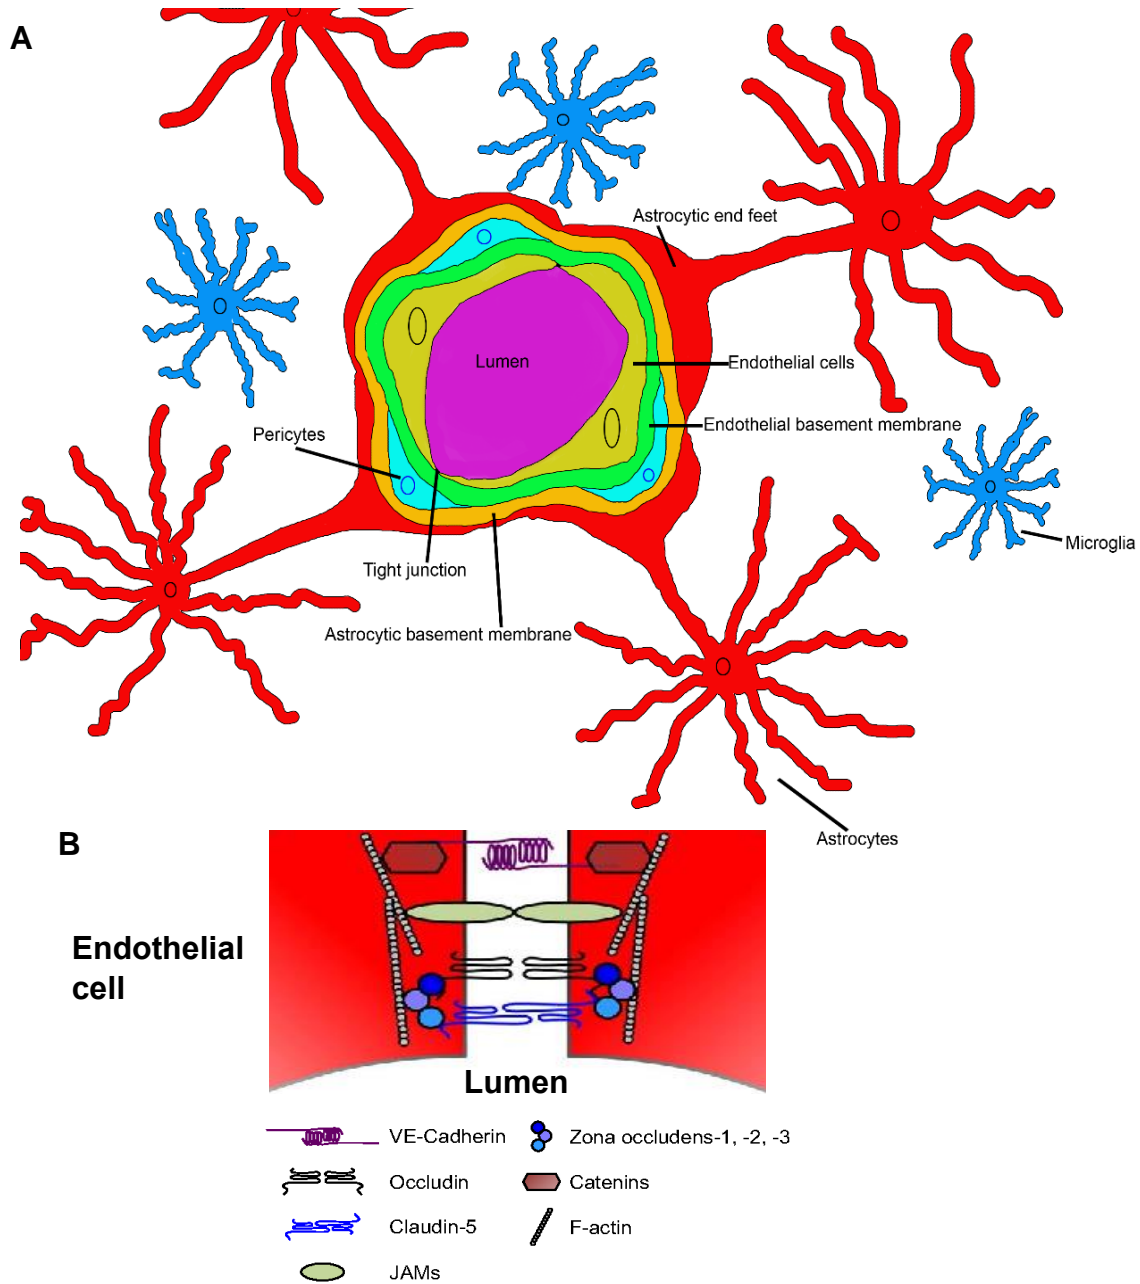 A
Astrocytic end feet
Lumen
Endothelial cells
Endothelial basement membrane
Pericytes
Microglia
Tight junction
Astrocytic basement membrane
Astrocytes
B
Endothelial
cell
Lumen
VE-Cadherin
Zona occludens-1, -2, -3
Occludin
Catenins
Claudin-5
F-actin
JAMs